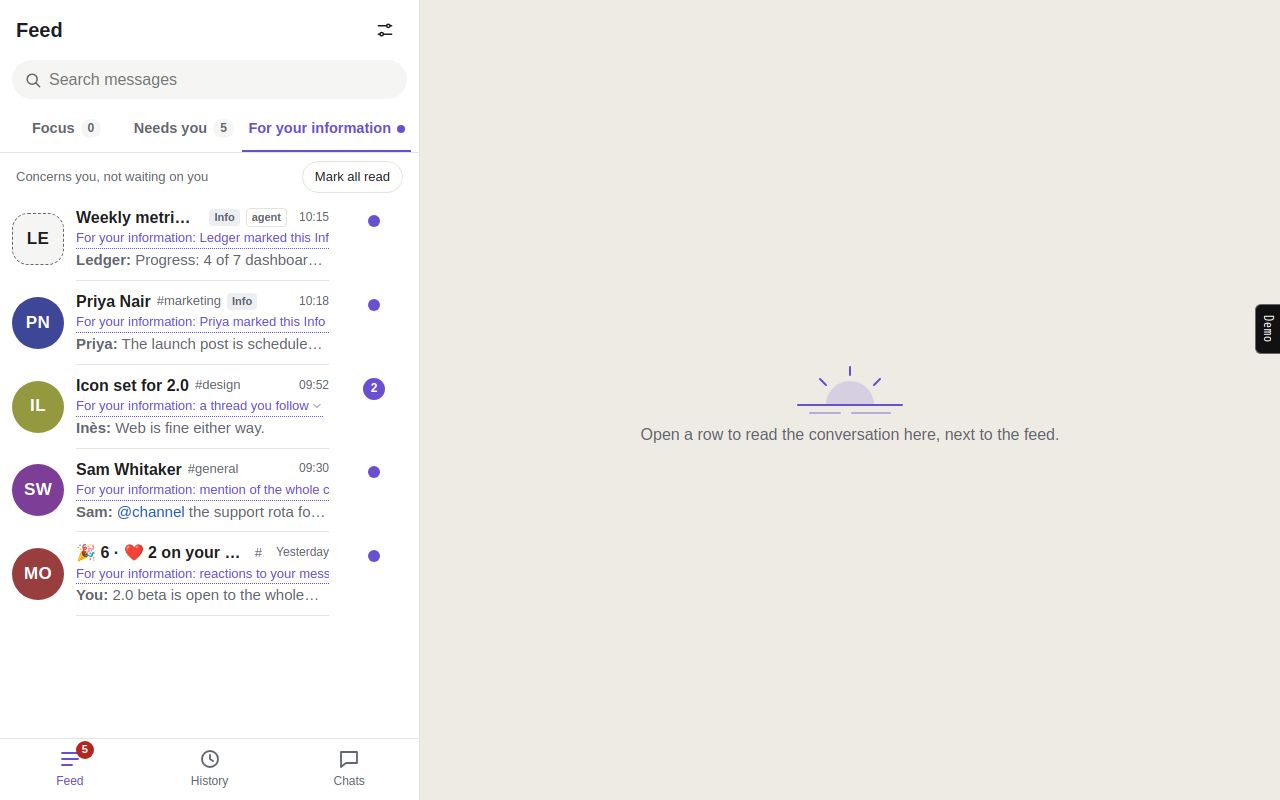 Feed
Search messages
Focus 0 Needs you 5 For your information
Concerns you, not waiting on you Mark all read
LE Weekly metri… Info agent 10:15
For your information: Ledger marked this Inf
Ledger: Progress: 4 of 7 dashboar…
PN Priya Nair #marketing Info 10:18
For your information: Priya marked this Info
Priya: The launch post is schedule…
IL Icon set for 2.0 #design 09:52
For your information: a thread you follow 2
Inès: Web is fine either way.
SW Sam Whitaker #general 09:30
For your information: mention of the whole c
Sam: @channel the support rota fo…
MO 🎉 6 · ❤️ 2 on your … # Yesterday
For your information: reactions to your mess
You: 2.0 beta is open to the whole…
5
Feed History Chats
Open a row to read the conversation here, next to the feed.
Demo